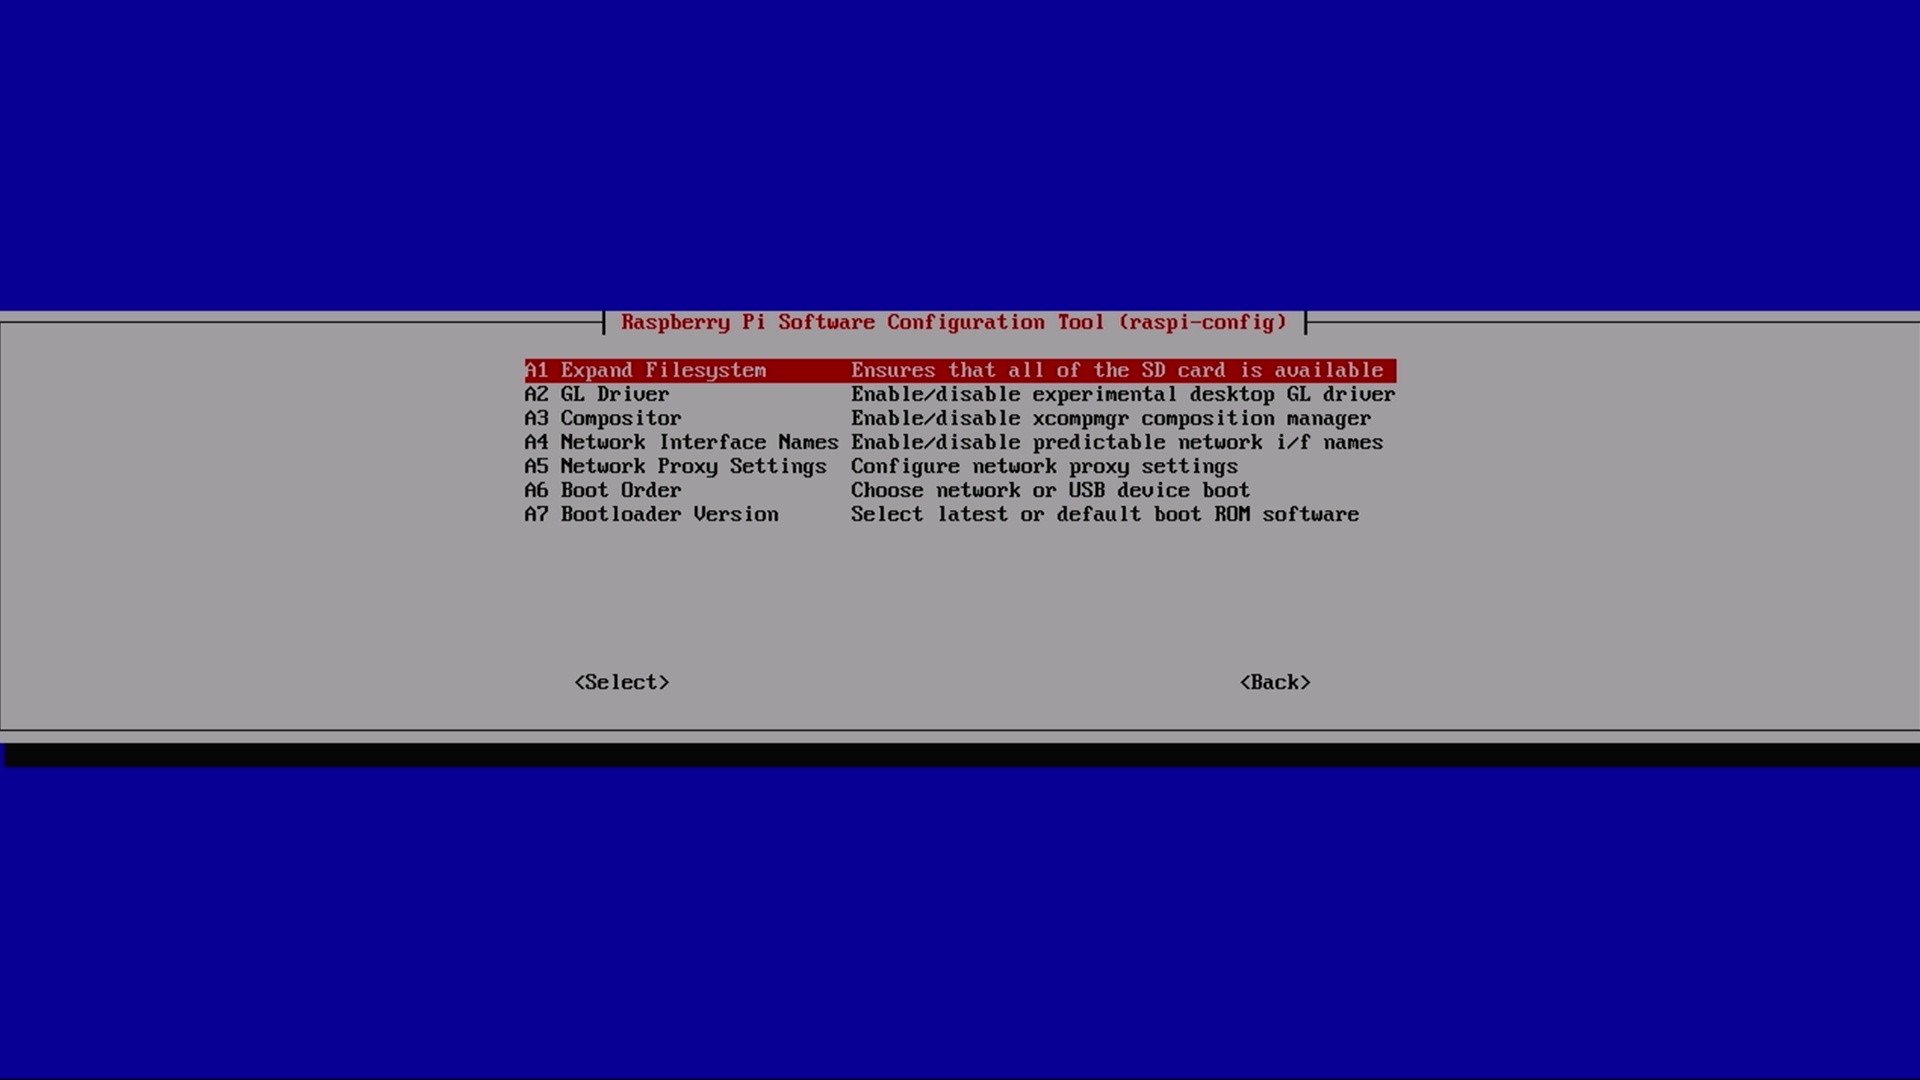 Raspberry Pi Software Configuration Tool (raspi-config)
A1 Expand Filesystem Ensures that all of the SD card is available
A2 GL Driver Enable/disable experimental desktop GL driver
A3 Compositor Enable/disable xcompmgr composition manager
A4 Network Interface Names Enable/disable predictable network i/f names
A5 Network Proxy Settings Configure network proxy settings
A6 Boot Order Choose network or USB device boot
A7 Bootloader Version Select latest or default boot ROM software
<Select> <Back>